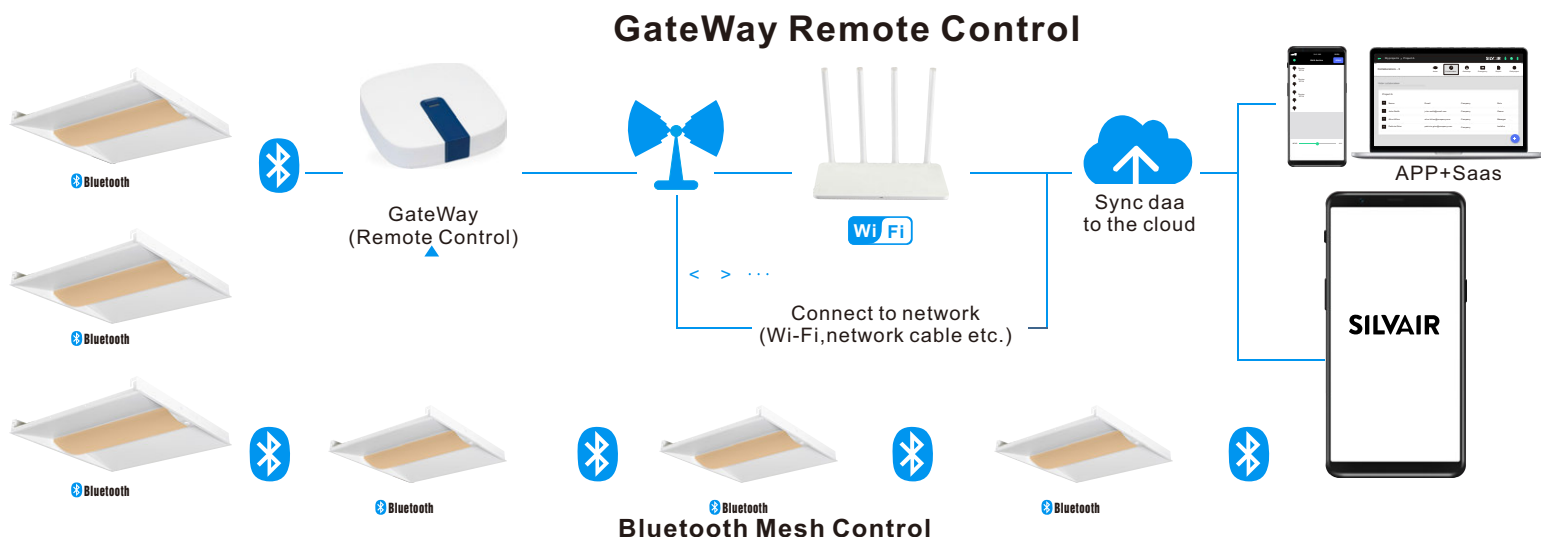 GateWay Remote Control
Bluetooth
GateWay
(Remote Control)
Wi Fi
< > ···
Connect to network
(Wi-Fi,network cable etc.)
Sync daa
to the cloud
APP+Saas
SILVAIR
Bluetooth
Bluetooth
Bluetooth
Bluetooth
Bluetooth
Bluetooth Mesh Control